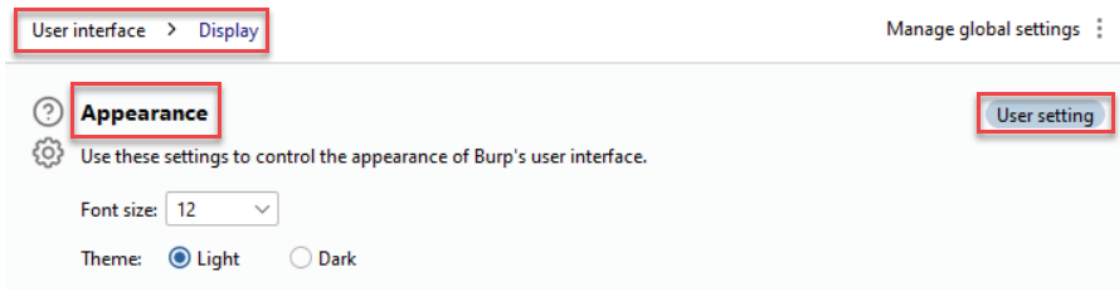 User interface > Display
Manage global settings
Appearance
User setting
Use these settings to control the appearance of Burp's user interface.
Font size: 12
Theme: Light Dark